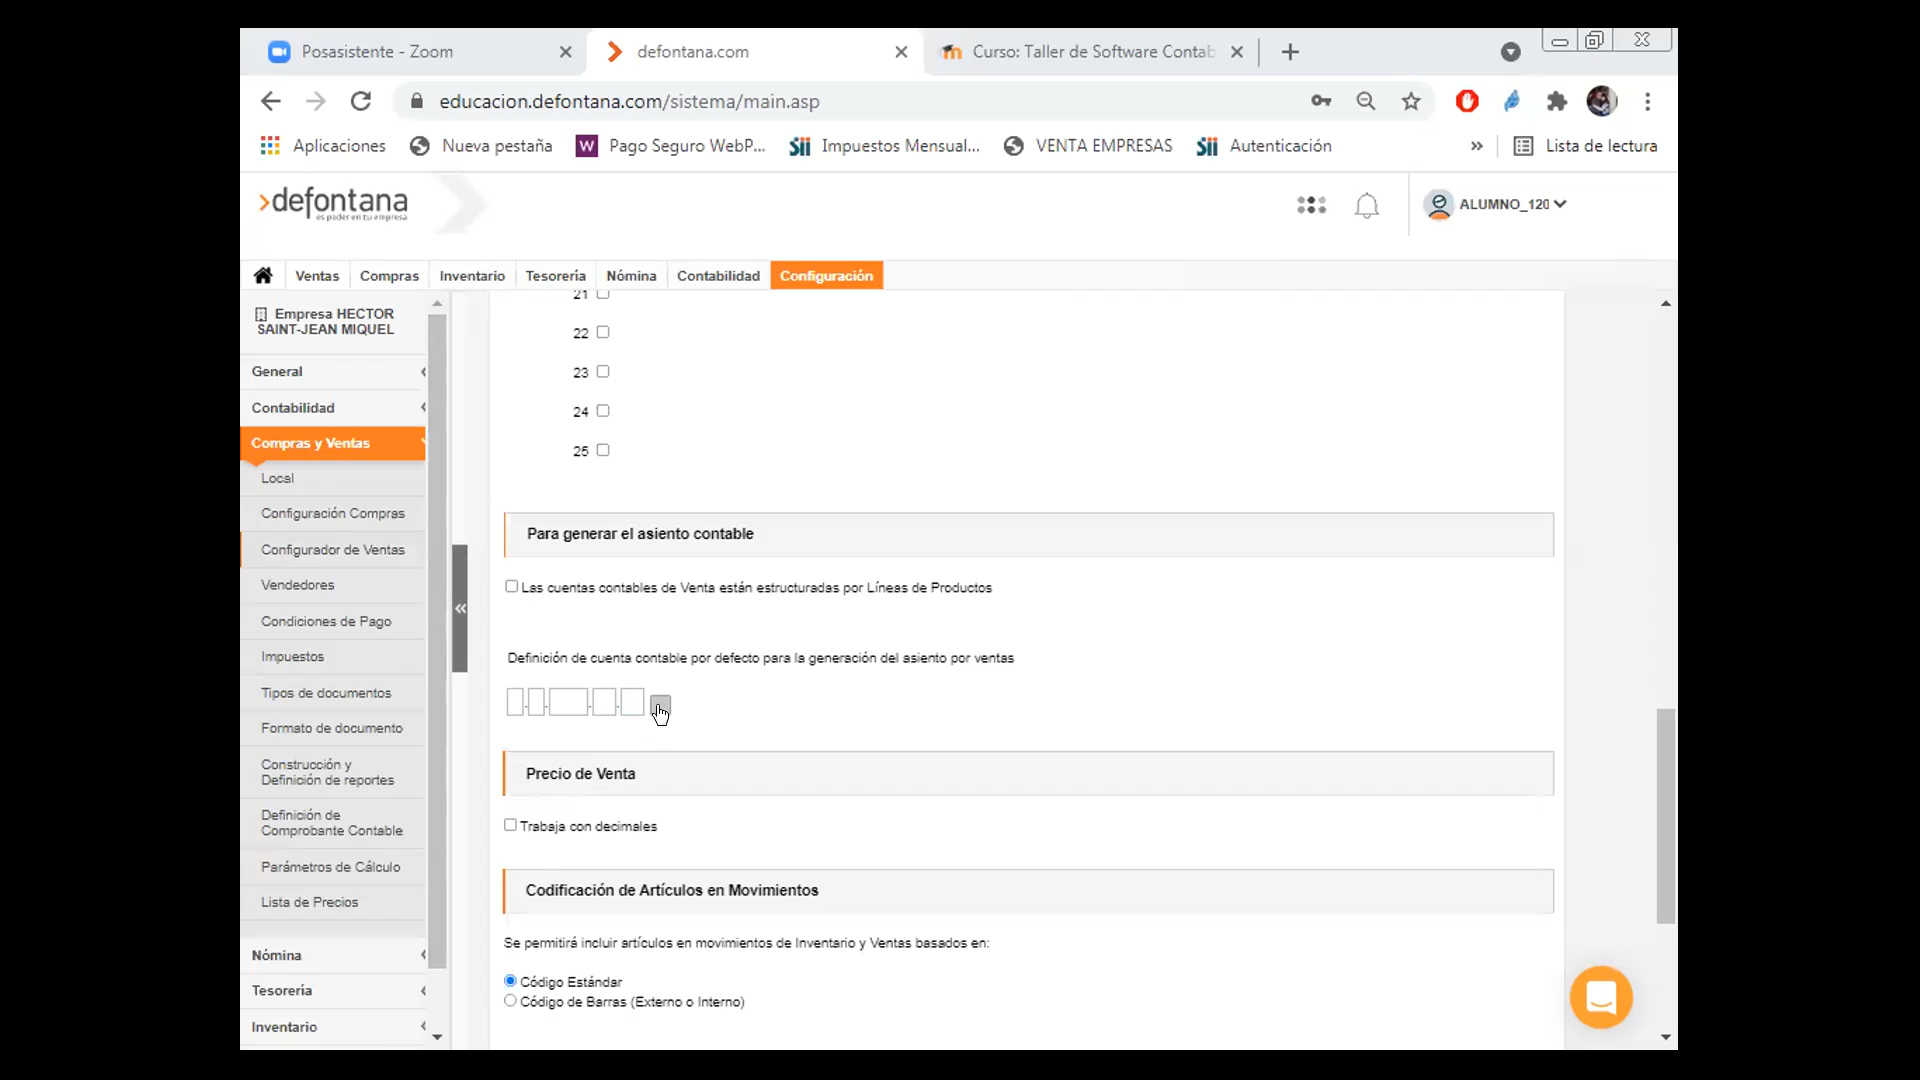 Posasistente - Zoom
defontana.com
Curso: Taller de Software Contab
educacion.defontana.com/sistema/main.asp
Aplicaciones
Nueva pestaña
W Pago Seguro WebP...
Sii Impuestos Mensual...
VENTA EMPRESAS
Sii Autenticación
»
Lista de lectura
defontana
es poder en tu empresa
ALUMNO_120
Ventas
Compras
Inventario
Tesorería
Nómina
Contabilidad
Configuración
Empresa HECTOR
SAINT-JEAN MIQUEL
General
Contabilidad
Compras y Ventas
Local
Configuración Compras
Configurador de Ventas
Vendedores
Condiciones de Pago
Impuestos
Tipos de documentos
Formato de documento
Construcción y
Definición de reportes
Definición de
Comprobante Contable
Parámetros de Cálculo
Lista de Precios
Nómina
Tesorería
Inventario
«
21
22
23
24
25
Para generar el asiento contable
Las cuentas contables de Venta están estructuradas por Líneas de Productos
Definición de cuenta contable por defecto para la generación del asiento por ventas
Precio de Venta
Trabaja con decimales
Codificación de Artículos en Movimientos
Se permitirá incluir artículos en movimientos de Inventario y Ventas basados en:
Código Estándar
Código de Barras (Externo o Interno)